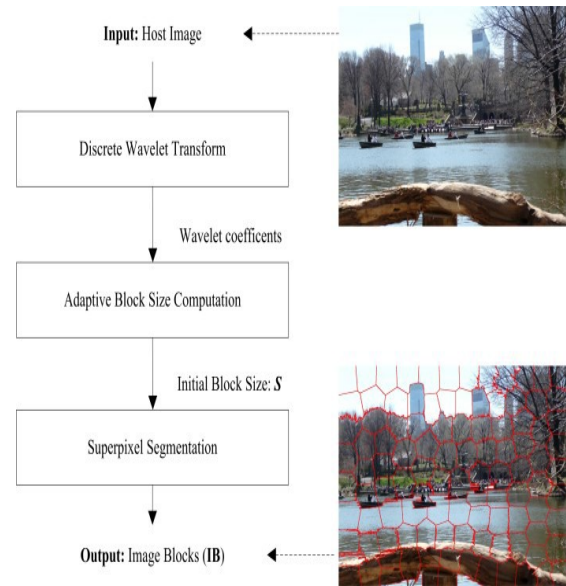 Input: Host Image
Discrete Wavelet Transform
Wavelet coefficents
Adaptive Block Size Computation
Initial Block Size: S
Superpixel Segmentation
Output: Image Blocks (IB)